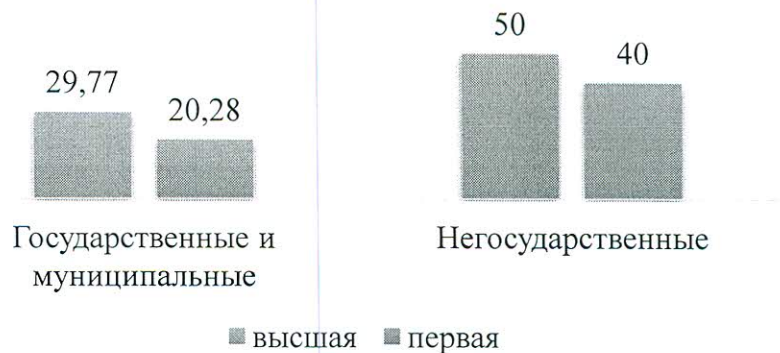 50
40
29,77
20,28
Государственные и
муниципальные
Негосударственные
высшая первая